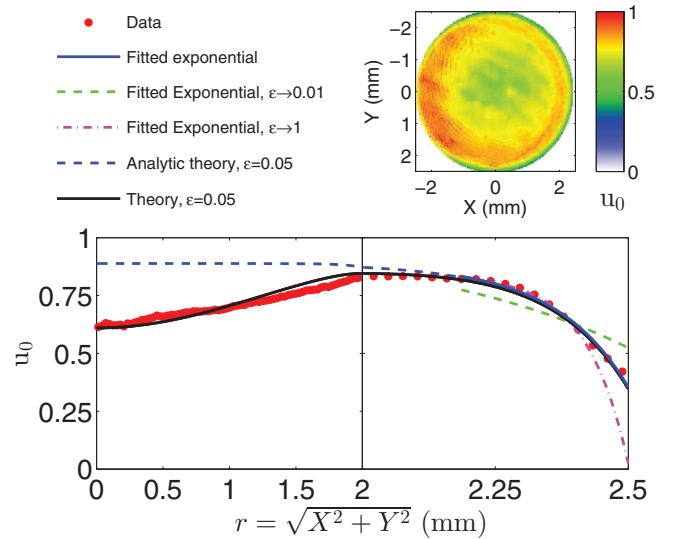 Data
Fitted exponential
Fitted Exponential, ε→0.01
Fitted Exponential, ε→1
Analytic theory, ε=0.05
Theory, ε=0.05
−2
−1
0
1
2
Y (mm)
−2 0 2
X (mm)
1
0.5
0
u₀
1
0.75
0.5
0.25
0
u₀
0 0.5 1 1.5 2 2.25 2.5
r = √X² + Y² (mm)